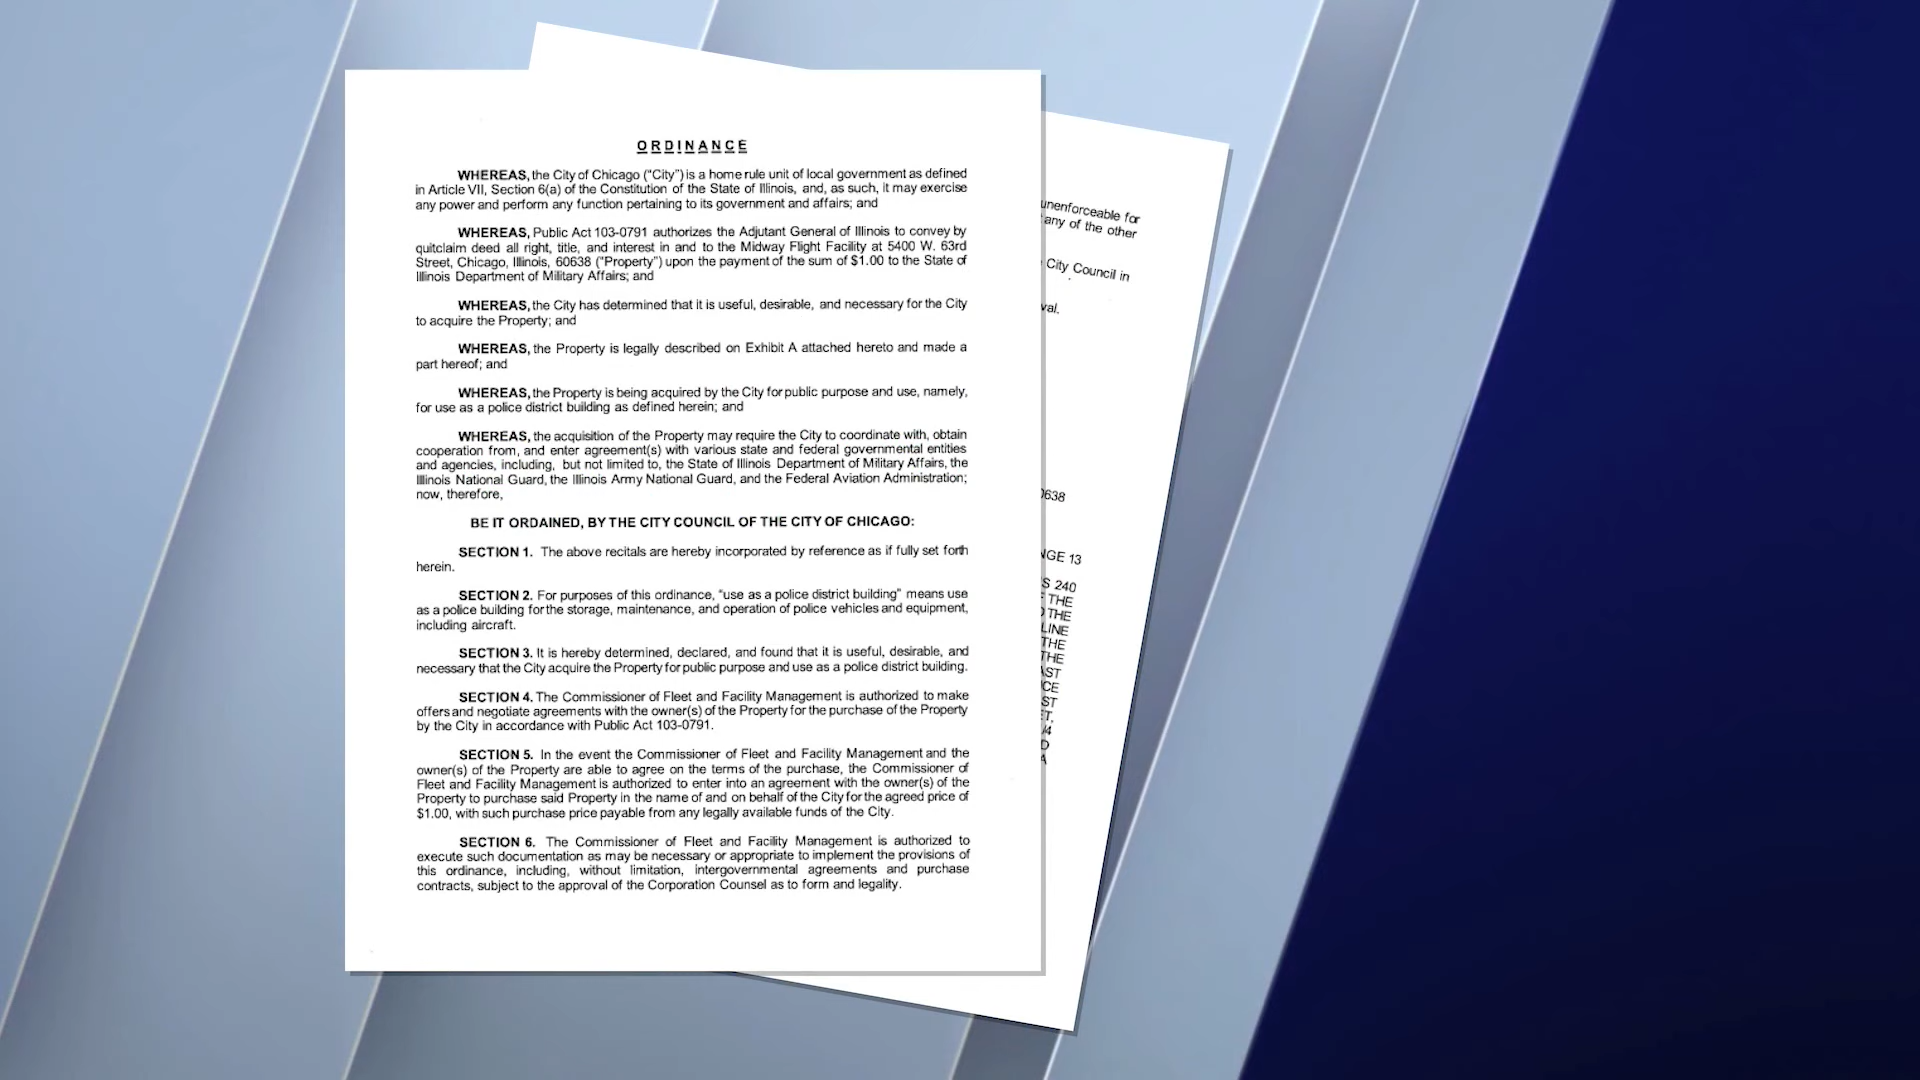 ORDINANCE
WHEREAS, the City of Chicago ("City") is a home rule unit of local government as defined
in Article VII, Section 6(a) of the Constitution of the State of Illinois, and, as such, it may exercise
any power and perform any function pertaining to its government and affairs; and
WHEREAS, Public Act 103-0791 authorizes the Adjutant General of Illinois to convey by
quitclaim deed all right, title, and interest in and to the Midway Flight Facility at 5400 W. 63rd
Street, Chicago, Illinois, 60638 ("Property") upon the payment of the sum of $1.00 to the State of
Illinois Department of Military Affairs; and
WHEREAS, the City has determined that it is useful, desirable, and necessary for the City
to acquire the Property; and
WHEREAS, the Property is legally described on Exhibit A attached hereto and made a
part hereof; and
WHEREAS, the Property is being acquired by the City for public purpose and use, namely,
for use as a police district building as defined herein; and
WHEREAS, the acquisition of the Property may require the City to coordinate with, obtain
cooperation from, and enter agreement(s) with various state and federal governmental entities
and agencies, including, but not limited to, the State of Illinois Department of Military Affairs, the
Illinois National Guard, the Illinois Army National Guard, and the Federal Aviation Administration;
now, therefore,
BE IT ORDAINED, BY THE CITY COUNCIL OF THE CITY OF CHICAGO:
SECTION 1. The above recitals are hereby incorporated by reference as if fully set forth
herein.
SECTION 2. For purposes of this ordinance, "use as a police district building" means use
as a police building for the storage, maintenance, and operation of police vehicles and equipment,
including aircraft.
SECTION 3. It is hereby determined, declared, and found that it is useful, desirable, and
necessary that the City acquire the Property for public purpose and use as a police district building.
SECTION 4. The Commissioner of Fleet and Facility Management is authorized to make
offers and negotiate agreements with the owner(s) of the Property for the purchase of the Property
by the City in accordance with Public Act 103-0791.
SECTION 5. In the event the Commissioner of Fleet and Facility Management and the
owner(s) of the Property are able to agree on the terms of the purchase, the Commissioner of
Fleet and Facility Management is authorized to enter into an agreement with the owner(s) of the
Property to purchase said Property in the name of and on behalf of the City for the agreed price of
$1.00, with such purchase price payable from any legally available funds of the City.
SECTION 6. The Commissioner of Fleet and Facility Management is authorized to
execute such documentation as may be necessary or appropriate to implement the provisions of
this ordinance, including, without limitation, intergovernmental agreements and purchase
contracts, subject to the approval of the Corporation Counsel as to form and legality.
unenforceable for
any of the other
City Council in
val.
0638
NGE 13
S 240
THE
THE
LINE
THE
THE
AST
ICE
ST
ET,
D
A